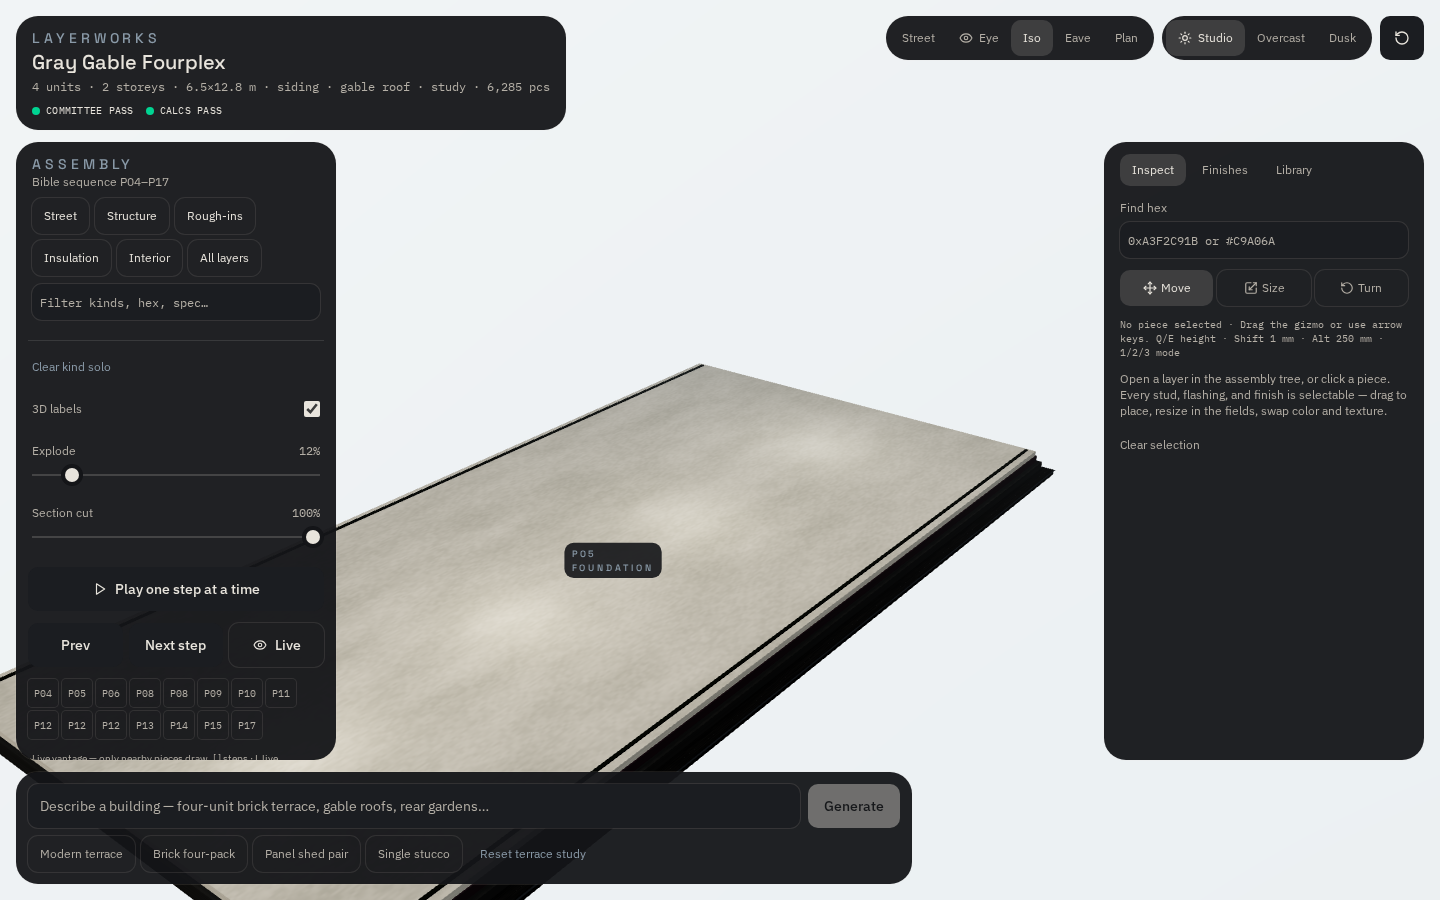 LAYERWORKS
Gray Gable Fourplex
4 units · 2 storeys · 6.5×12.8 m · siding · gable roof · study · 6,285 pcs
COMMITTEE PASS CALCS PASS
Street Eye Iso Eave Plan
Studio Overcast Dusk
ASSEMBLY
Bible sequence P04–P17
Street Structure Rough-ins
Insulation Interior All layers
Filter kinds, hex, spec…
Clear kind solo
3D labels
Explode 12%
Section cut 100%
Play one step at a time
Prev Next step Live
P04 P05 P06 P08 P08 P09 P10 P11
P12 P12 P12 P13 P14 P15 P17
Live vantage — only nearby pieces draw. [ ] steps · L live
P05
FOUNDATION
Inspect Finishes Library
Find hex
0xA3F2C91B or #C9A06A
Move Size Turn
No piece selected · Drag the gizmo or use arrow
keys. Q/E height · Shift 1 mm · Alt 250 mm ·
1/2/3 mode
Open a layer in the assembly tree, or click a piece.
Every stud, flashing, and finish is selectable — drag to
place, resize in the fields, swap color and texture.
Clear selection
Describe a building — four-unit brick terrace, gable roofs, rear gardens…
Generate
Modern terrace Brick four-pack Panel shed pair Single stucco Reset terrace study